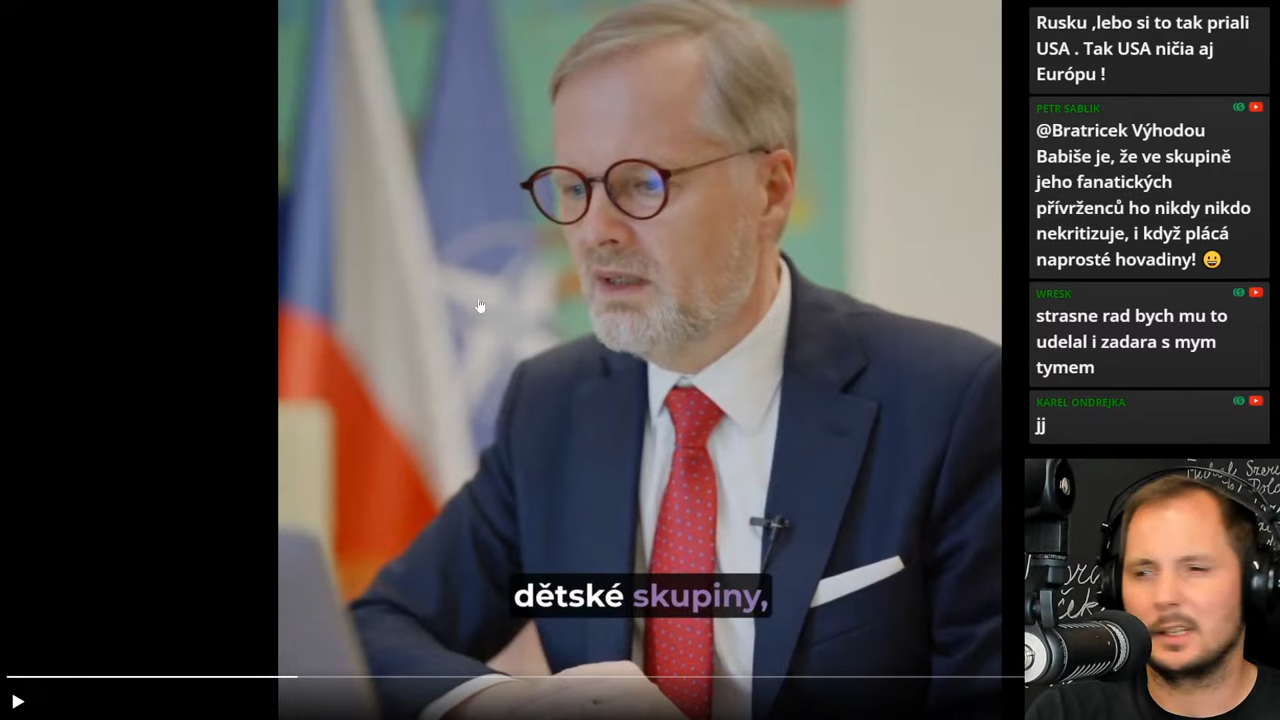 dětské skupiny,
Rusku ,lebo si to tak priali
USA . Tak USA ničia aj
Európu !
PETR SABLIK
@Bratricek Výhodou
Babiše je, že ve skupině
jeho fanatických
přívrženců ho nikdy nikdo
nekritizuje, i když plácá
naprosté hovadiny! 😀
WRESK
strasne rad bych mu to
udelal i zadara s mym
tymem
KAREL ONDREJKA
jj